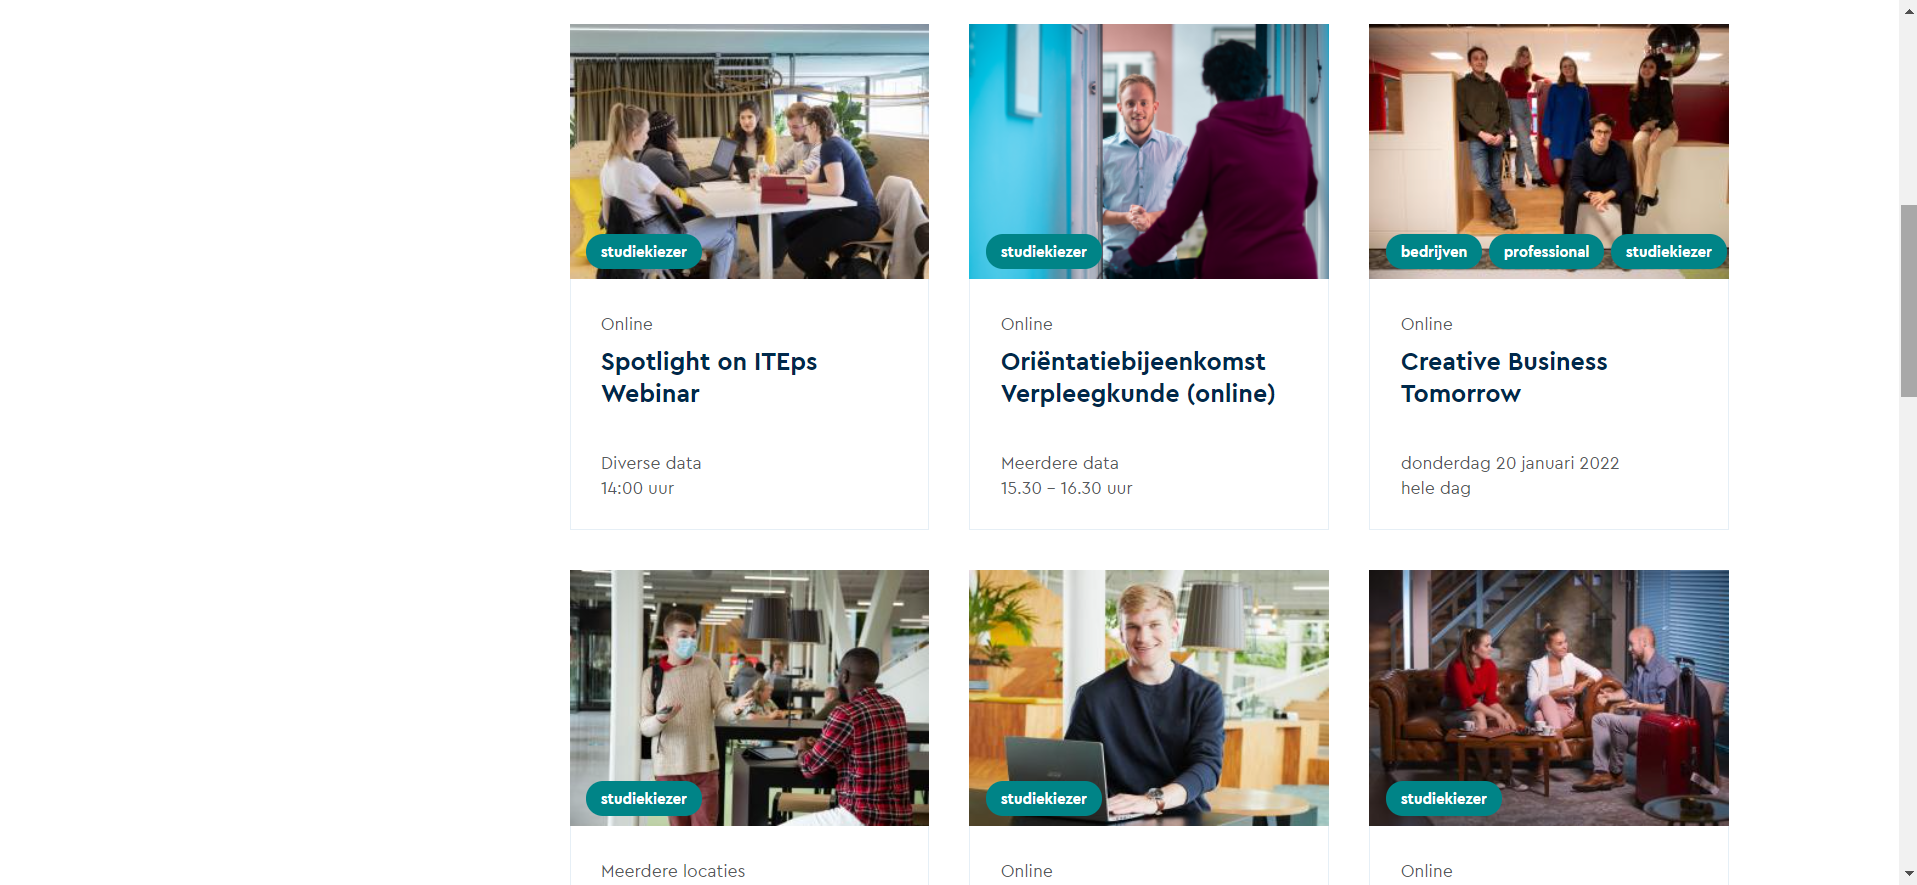 studiekiezer
Online
Spotlight on ITEps
Webinar
Diverse data
14:00 uur
studiekiezer
Online
Oriëntatiebijeenkomst
Verpleegkunde (online)
Meerdere data
15.30 - 16.30 uur
bedrijven professional studiekiezer
Online
Creative Business
Tomorrow
donderdag 20 januari 2022
hele dag
studiekiezer
Meerdere locaties
studiekiezer
Online
studiekiezer
Online